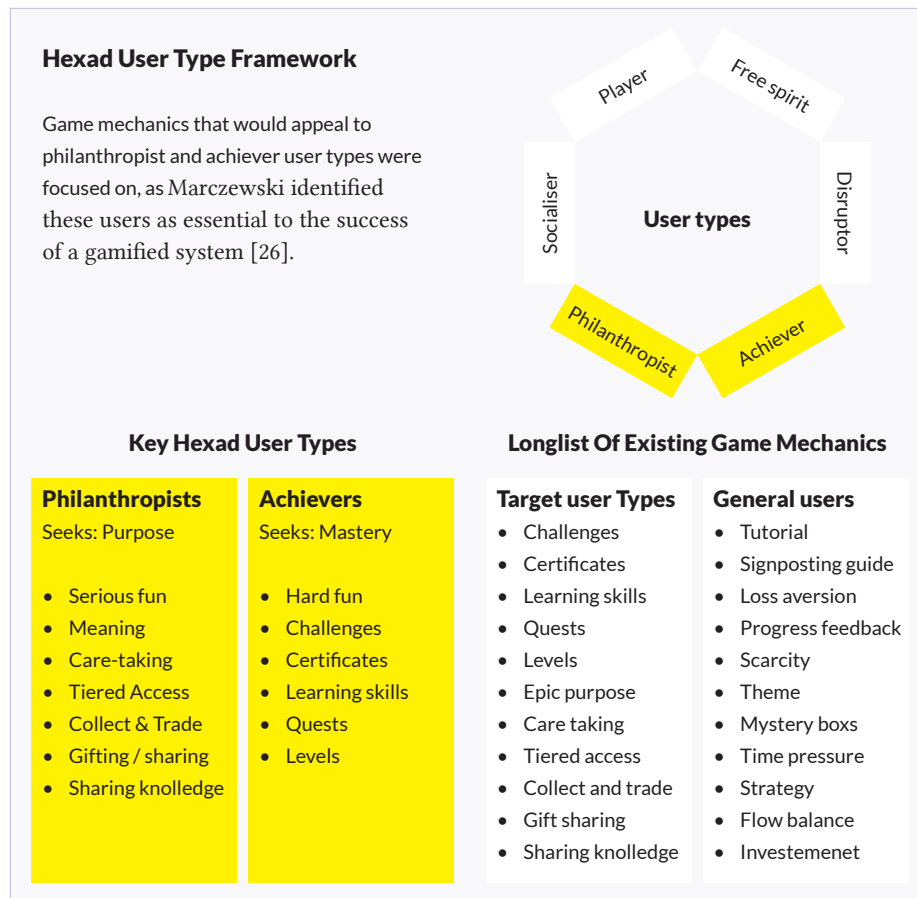 Hexad User Type Framework
Game mechanics that would appeal to
philanthropist and achiever user types were
focused on, as Marczewski identified
these users as essential to the success
of a gamified system [26].
Player
Free spirit
Socialiser
User types
Disruptor
Philanthropist
Achiever
Key Hexad User Types
Philanthropists
Seeks: Purpose
• Serious fun
• Meaning
• Care-taking
• Tiered Access
• Collect & Trade
• Gifting / sharing
• Sharing knolledge
Achievers
Seeks: Mastery
• Hard fun
• Challenges
• Certificates
• Learning skills
• Quests
• Levels
Longlist Of Existing Game Mechanics
Target user Types
• Challenges
• Certificates
• Learning skills
• Quests
• Levels
• Epic purpose
• Care taking
• Tiered access
• Collect and trade
• Gift sharing
• Sharing knolledge
General users
• Tutorial
• Signposting guide
• Loss aversion
• Progress feedback
• Scarcity
• Theme
• Mystery boxs
• Time pressure
• Strategy
• Flow balance
• Investemenet